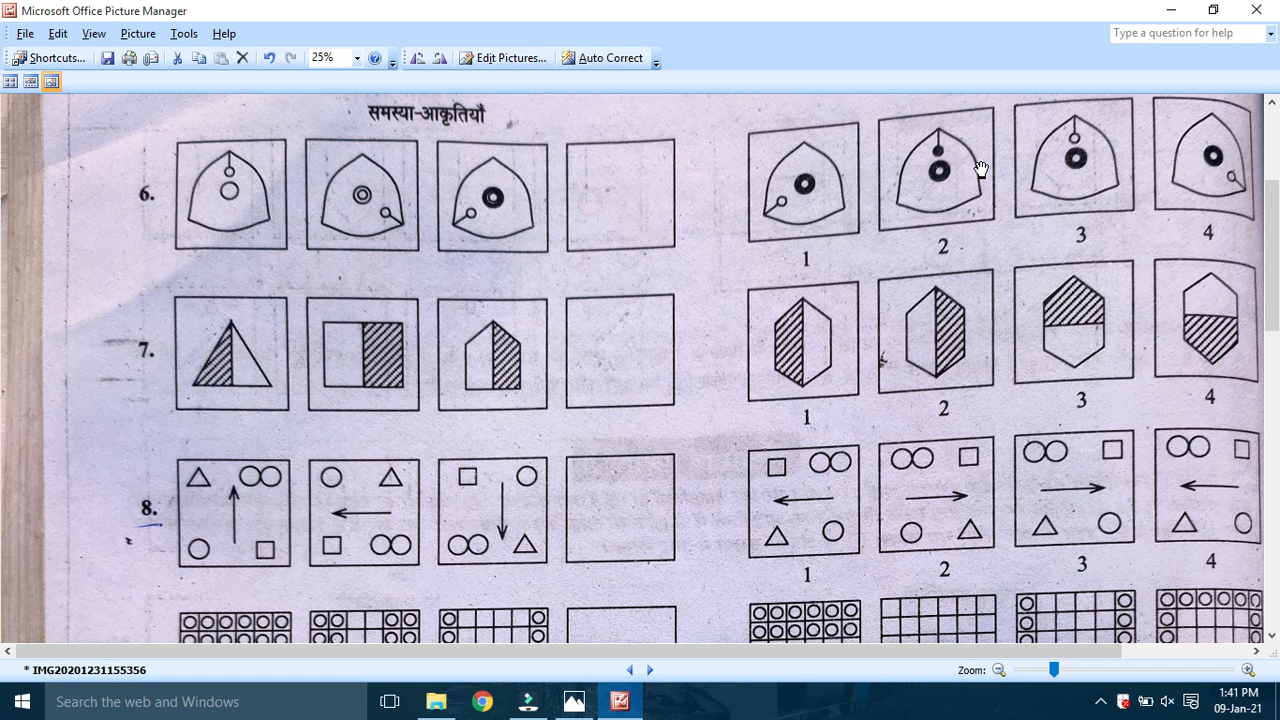 Microsoft Office Picture Manager
File Edit View Picture Tools Help
Type a question for help
Shortcuts... 25% Edit Pictures... Auto Correct
समस्या-आकृतियाँ
6.
1 2 3 4
7.
1 2 3 4
8.
1 2 3 4
* IMG20201231155356
Zoom:
Search the web and Windows
1:41 PM
09-Jan-21